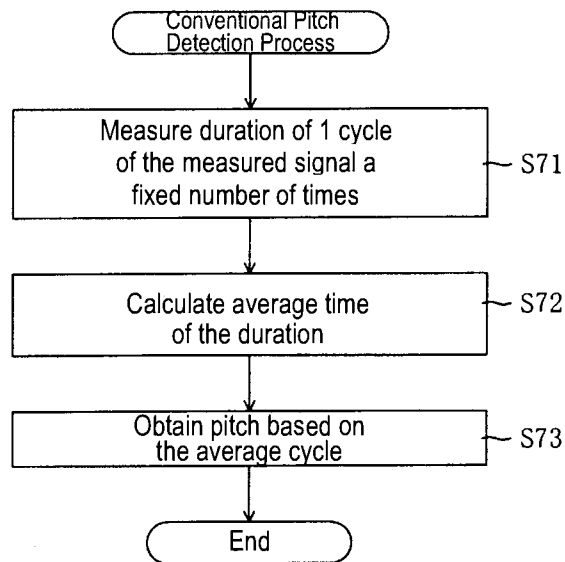 Conventional Pitch
Detection Process
Measure duration of 1 cycle
of the measured signal a
fixed number of times
S71
Calculate average time
of the duration
S72
Obtain pitch based on
the average cycle
S73
End